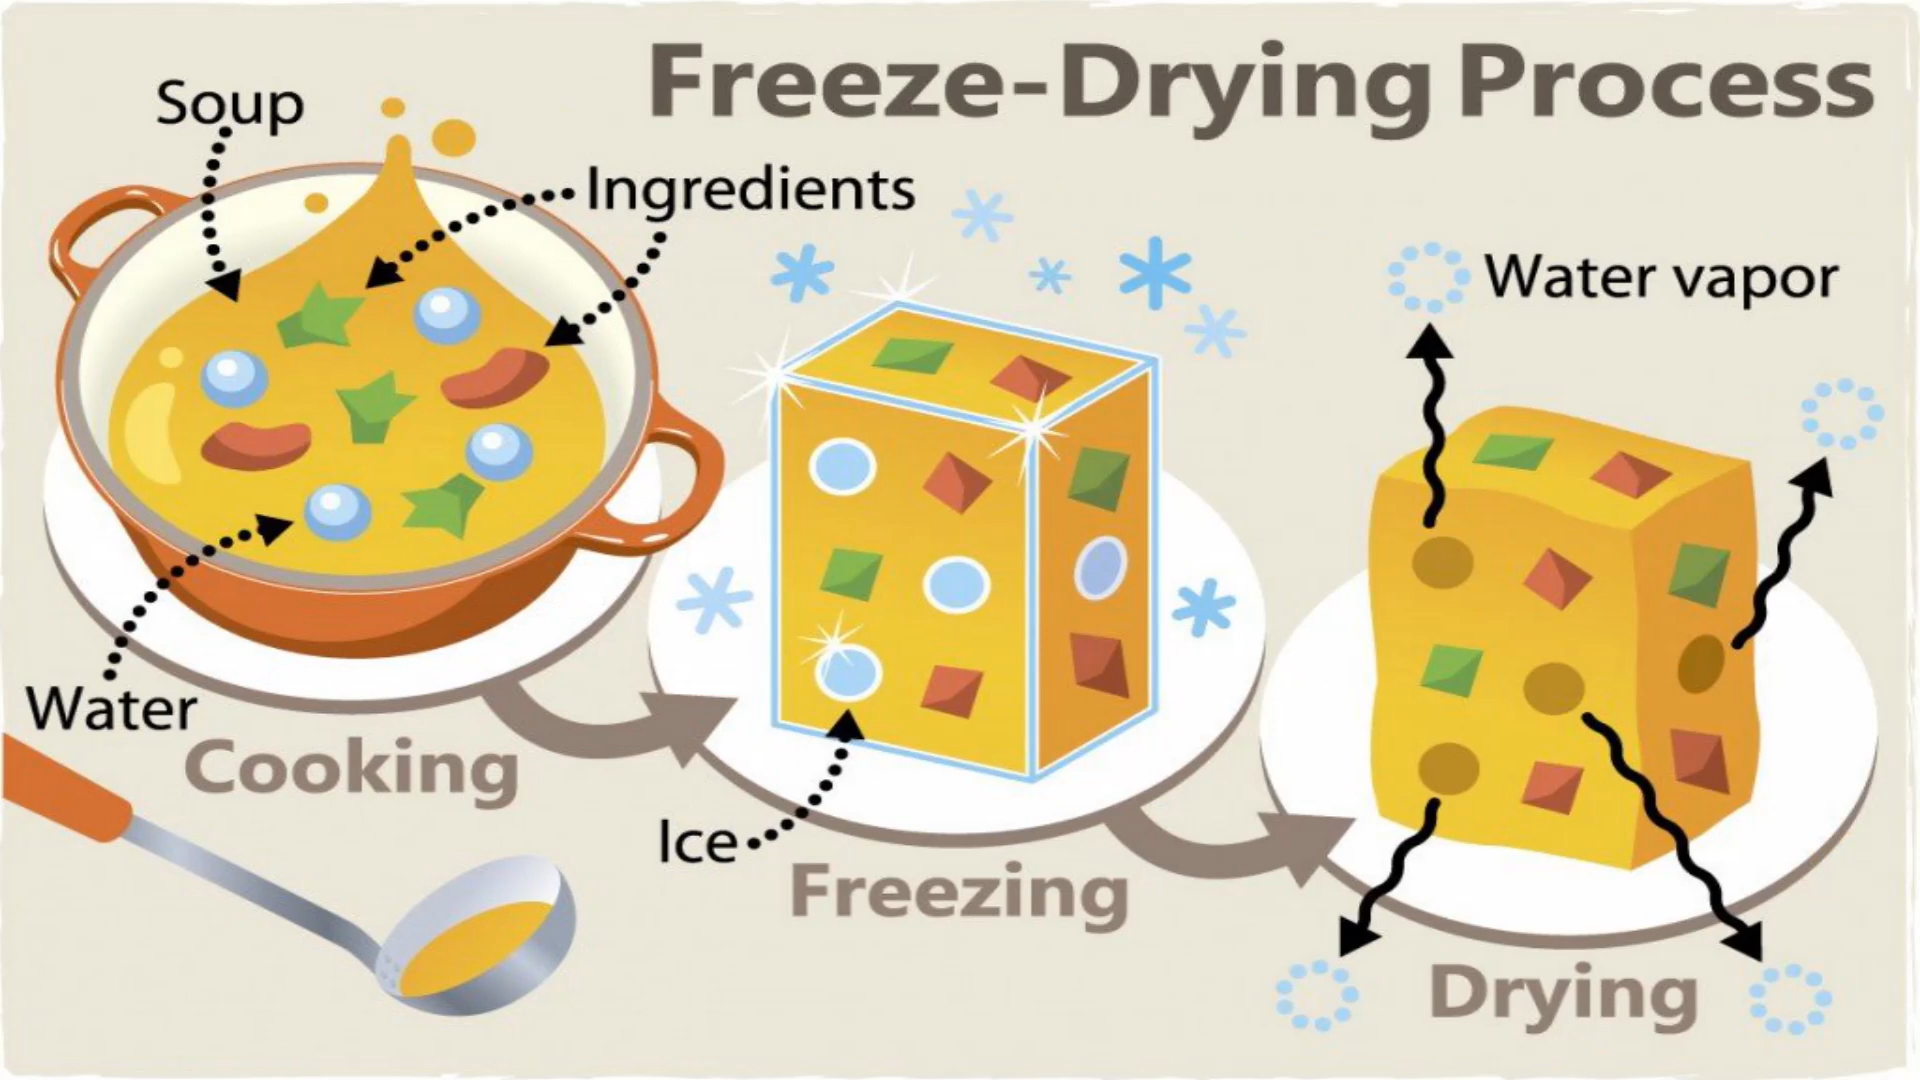 Freeze-Drying Process
Soup
Ingredients
Water
Cooking
Ice
Freezing
Water vapor
Drying